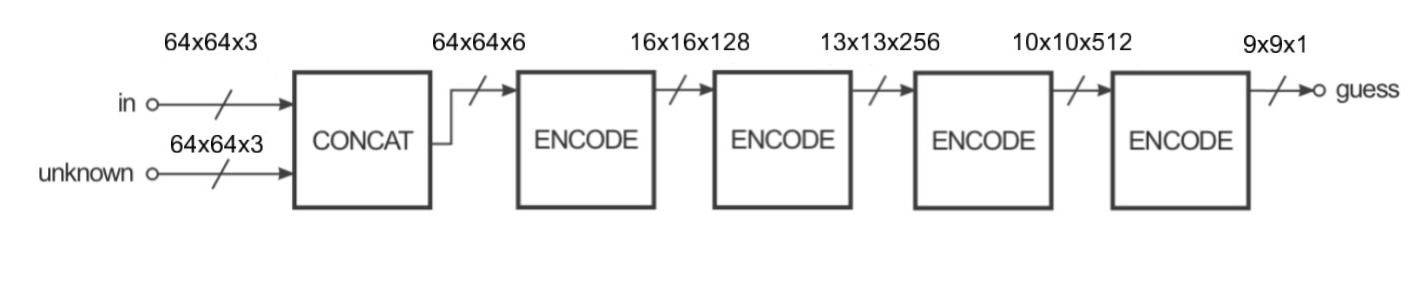 64x64x3
64x64x6
16x16x128
13x13x256
10x10x512
9x9x1
in
guess
64x64x3
CONCAT
ENCODE
ENCODE
ENCODE
ENCODE
unknown